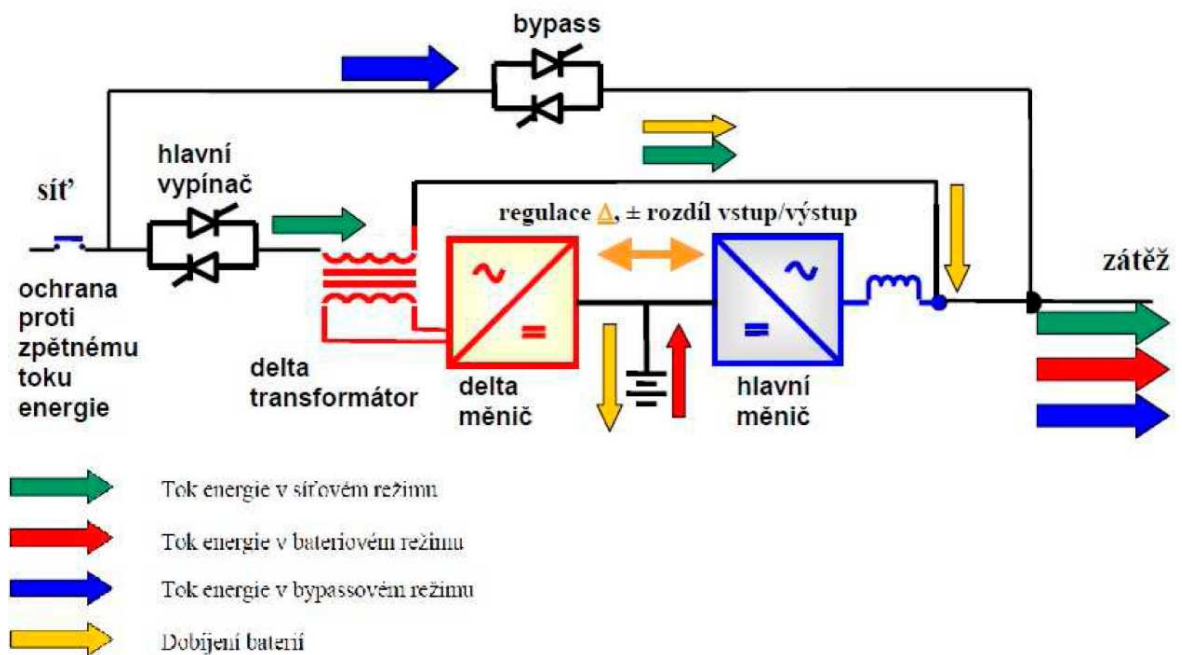 bypass
hlavní
vypínač
síť
regulace Δ, ± rozdíl vstup/výstup
zátěž
ochrana
proti
zpětnému
toku
energie
delta
transformátor
delta
měnič
hlavní
měnič
Tok energie v síťovém režimu
Tok energie v bateriovém režimu
Tok energie v bypassovém režimu
Dobíjení baterií